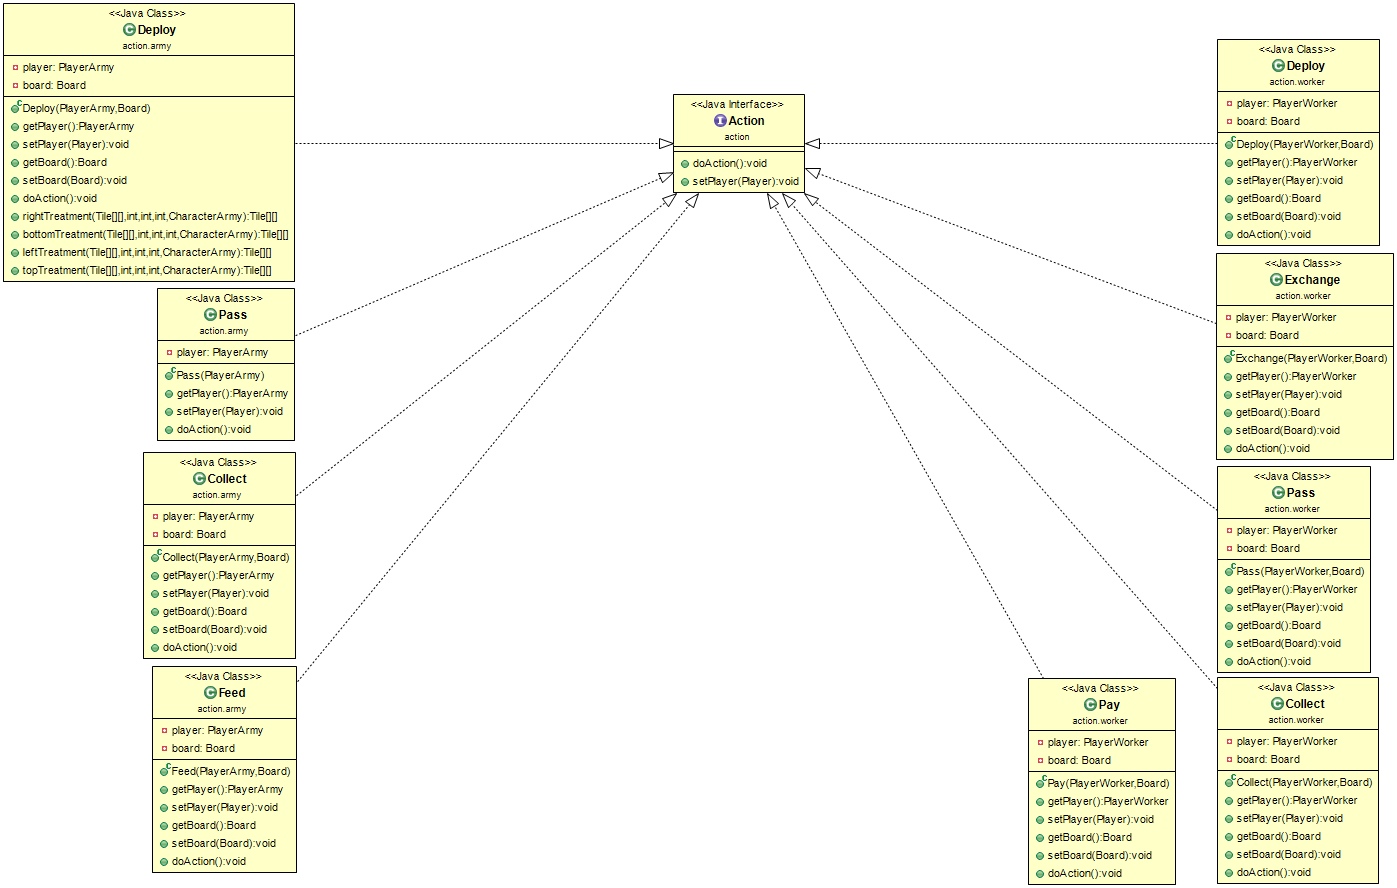 <<Java Class>>
Deploy
action.army
player: PlayerArmy
board: Board
Deploy(PlayerArmy,Board)
getPlayer():PlayerArmy
setPlayer(Player):void
getBoard():Board
setBoard(Board):void
doAction():void
rightTreatment(Tile[][],int,int,int,CharacterArmy):Tile[][]
bottomTreatment(Tile[][],int,int,int,CharacterArmy):Tile[][]
leftTreatment(Tile[][],int,int,int,CharacterArmy):Tile[][]
topTreatment(Tile[][],int,int,int,CharacterArmy):Tile[][]
<<Java Class>>
Pass
action.army
player: PlayerArmy
Pass(PlayerArmy)
getPlayer():PlayerArmy
setPlayer(Player):void
doAction():void
<<Java Class>>
Collect
action.army
player: PlayerArmy
board: Board
Collect(PlayerArmy,Board)
getPlayer():PlayerArmy
setPlayer(Player):void
getBoard():Board
setBoard(Board):void
doAction():void
<<Java Class>>
Feed
action.army
player: PlayerArmy
board: Board
Feed(PlayerArmy,Board)
getPlayer():PlayerArmy
setPlayer(Player):void
getBoard():Board
setBoard(Board):void
doAction():void
<<Java Interface>>
Action
action
doAction():void
setPlayer(Player):void
<<Java Class>>
Deploy
action.worker
player: PlayerWorker
board: Board
Deploy(PlayerWorker,Board)
getPlayer():PlayerWorker
setPlayer(Player):void
getBoard():Board
setBoard(Board):void
doAction():void
<<Java Class>>
Exchange
action.worker
player: PlayerWorker
board: Board
Exchange(PlayerWorker,Board)
getPlayer():PlayerWorker
setPlayer(Player):void
getBoard():Board
setBoard(Board):void
doAction():void
<<Java Class>>
Pass
action.worker
player: PlayerWorker
board: Board
Pass(PlayerWorker,Board)
getPlayer():PlayerWorker
setPlayer(Player):void
getBoard():Board
setBoard(Board):void
doAction():void
<<Java Class>>
Pay
action.worker
player: PlayerWorker
board: Board
Pay(PlayerWorker,Board)
getPlayer():PlayerWorker
setPlayer(Player):void
getBoard():Board
setBoard(Board):void
doAction():void
<<Java Class>>
Collect
action.worker
player: PlayerWorker
board: Board
Collect(PlayerWorker,Board)
getPlayer():PlayerWorker
setPlayer(Player):void
getBoard():Board
setBoard(Board):void
doAction():void